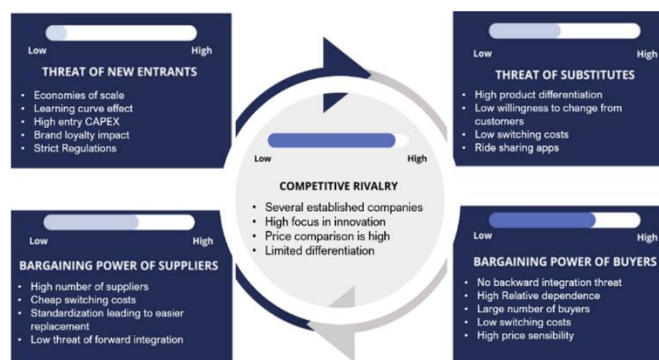 Low High
THREAT OF NEW ENTRANTS
• Economies of scale
• Learning curve effect
• High entry CAPEX
• Brand loyalty impact
• Strict Regulations
Low High
THREAT OF SUBSTITUTES
• High product differentiation
• Low willingness to change from
customers
• Low switching costs
• Ride sharing apps
Low High
COMPETITIVE RIVALRY
• Several established companies
• High focus in innovation
• Price comparison is high
• Limited differentiation
Low High
BARGAINING POWER OF SUPPLIERS
• High number of suppliers
• Cheap switching costs
• Standardization leading to easier
replacement
• Low threat of forward integration
Low High
BARGAINING POWER OF BUYERS
• No backward integration threat
• High Relative dependence
• Large number of buyers
• Low switching costs
• High price sensibility